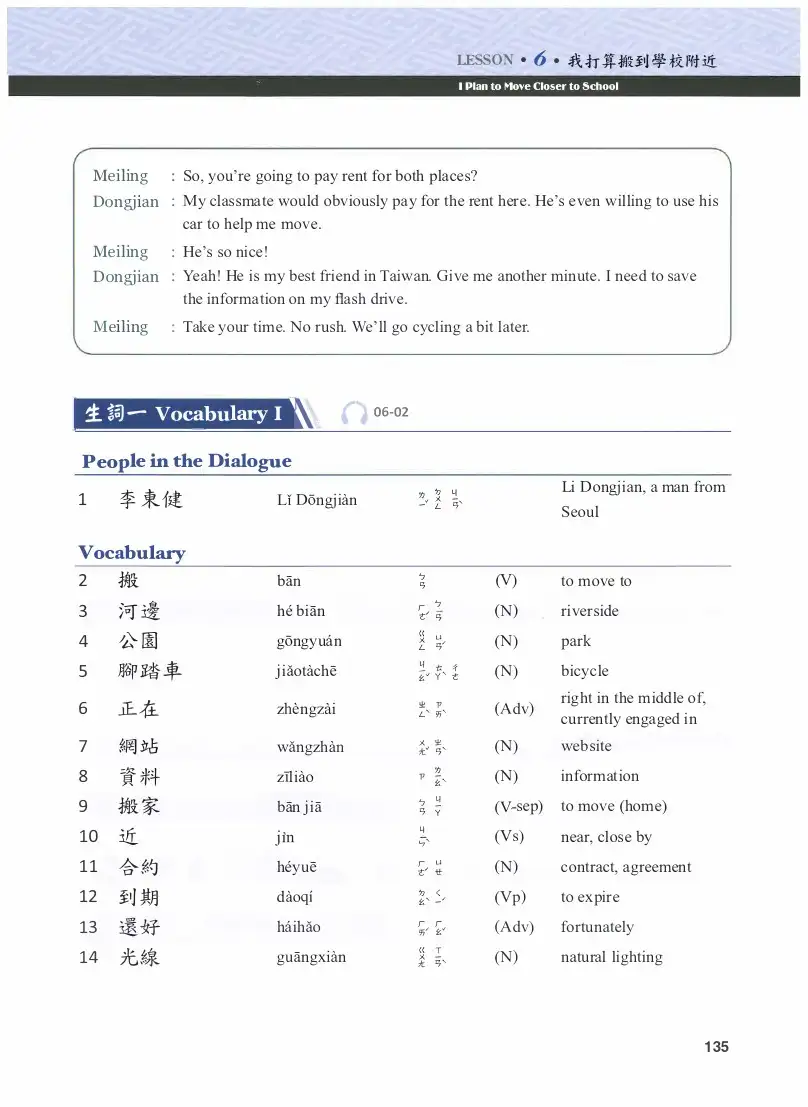 LESSON • 6 • 我打算搬到學校附近
I Plan to Move Closer to School
Meiling : So, you're going to pay rent for both places?
Dongjian : My classmate would obviously pay for the rent here. He's even willing to use his
car to help me move.
Meiling : He's so nice!
Dongjian : Yeah! He is my best friend in Taiwan. Give me another minute. I need to save
the information on my flash drive.
Meiling : Take your time. No rush. We'll go cycling a bit later.
生詞一 Vocabulary I 06-02
People in the Dialogue
1 李東健 Lǐ Dōngjiàn ㄌㄧˇ ㄉㄨㄥ ㄐㄧㄢˋ Li Dongjian, a man from
Seoul
Vocabulary
2 搬 bān ㄅㄢ (V) to move to
3 河邊 hé biān ㄏㄜˊ ㄅㄧㄢ (N) riverside
4 公園 gōngyuán ㄍㄨㄥ ㄩㄢˊ (N) park
5 腳踏車 jiǎotàchē ㄐㄧㄠˇ ㄊㄚˋ ㄔㄜ (N) bicycle
6 正在 zhèngzài ㄓㄥˋ ㄗㄞˋ (Adv) right in the middle of,
currently engaged in
7 網站 wǎngzhàn ㄨㄤˇ ㄓㄢˋ (N) website
8 資料 zīliào ㄗ ㄌㄧㄠˋ (N) information
9 搬家 bān jiā ㄅㄢ ㄐㄧㄚ (V-sep) to move (home)
10 近 jìn ㄐㄧㄣˋ (Vs) near, close by
11 合約 héyuē ㄏㄜˊ ㄩㄝ (N) contract, agreement
12 到期 dàoqí ㄉㄠˋ ㄑㄧˊ (Vp) to expire
13 還好 háihǎo ㄏㄞˊ ㄏㄠˇ (Adv) fortunately
14 光線 guāngxiàn ㄍㄨㄤ ㄒㄧㄢˋ (N) natural lighting
135